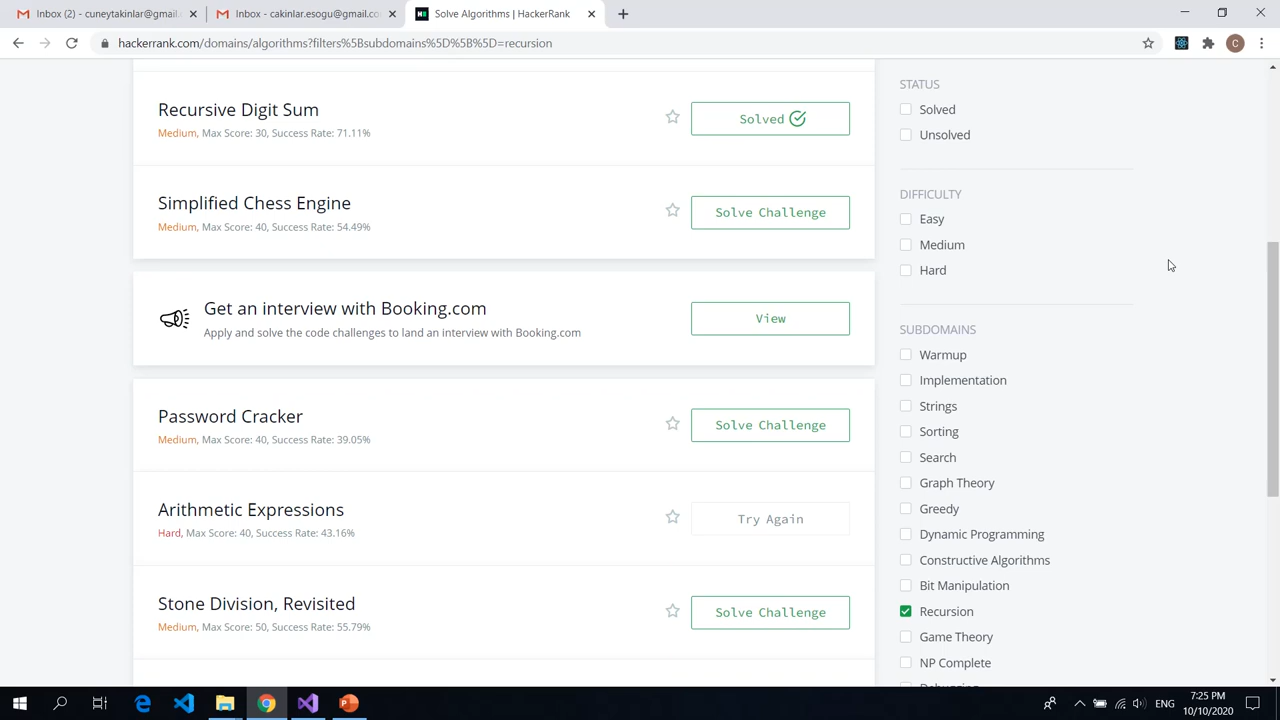 Inbox (2) - cuneytakinlar@gmail.
Inbox - cakinlar.esogu@gmail.co
Solve Algorithms | HackerRank
hackerrank.com/domains/algorithms?filters%5Bsubdomains%5D%5B%5D=recursion
C
Recursive Digit Sum
Medium, Max Score: 30, Success Rate: 71.11%
Solved
Simplified Chess Engine
Medium, Max Score: 40, Success Rate: 54.49%
Solve Challenge
Get an interview with Booking.com
Apply and solve the code challenges to land an interview with Booking.com
View
Password Cracker
Medium, Max Score: 40, Success Rate: 39.05%
Solve Challenge
Arithmetic Expressions
Hard, Max Score: 40, Success Rate: 43.16%
Try Again
Stone Division, Revisited
Medium, Max Score: 50, Success Rate: 55.79%
Solve Challenge
STATUS
Solved
Unsolved
DIFFICULTY
Easy
Medium
Hard
SUBDOMAINS
Warmup
Implementation
Strings
Sorting
Search
Graph Theory
Greedy
Dynamic Programming
Constructive Algorithms
Bit Manipulation
Recursion
Game Theory
NP Complete
ENG
7:25 PM
10/10/2020